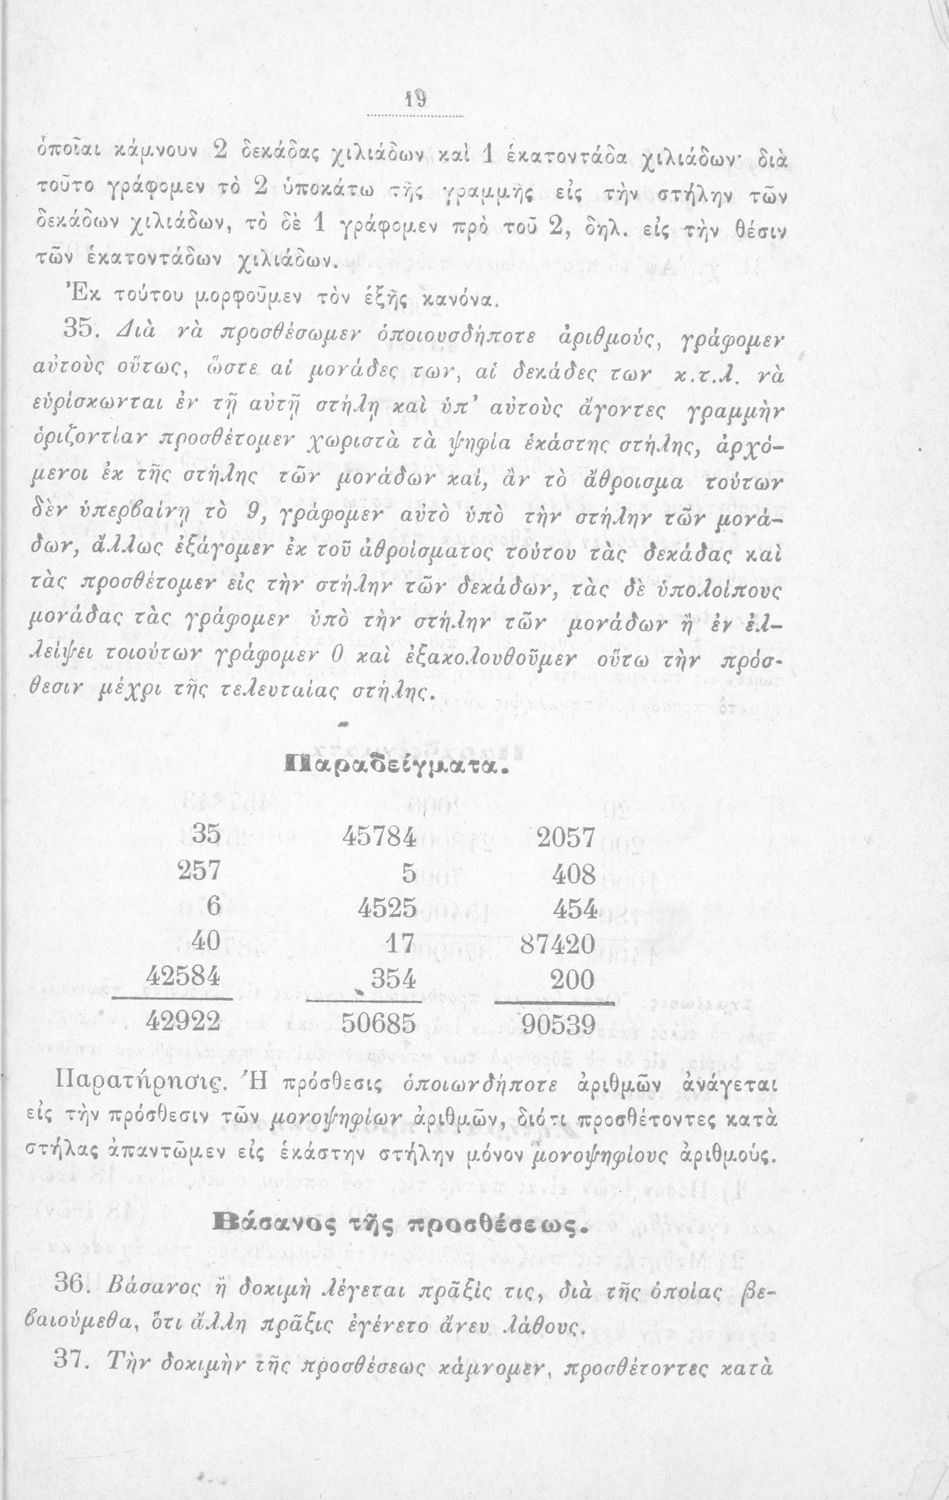 19
ὁποῖαι κάμνουν 2 δεκάδας χιλιάδων καὶ 1 ἑκατοντάδα χιλιάδων· διὰ
τοῦτο γράφομεν τὸ 2 ὑποκάτω τῆς γραμμῆς εἰς τὴν στήλην τῶν
δεκάδων χιλιάδων, τὸ δὲ 1 γράφομεν πρὸ τοῦ 2, δηλ. εἰς τὴν θέσιν
τῶν ἑκατοντάδων χιλιάδων.
Ἐκ τούτου μορφοῦμεν τὸν ἑξῆς κανόνα.
35. Διὰ νὰ προσθέσωμεν ὁποιουσδήποτε ἀριθμούς, γράφομεν
αὐτοὺς οὕτως, ὥστε αἱ μονάδες των, αἱ δεκάδες των κ.τ.λ. νὰ
εὑρίσκωνται ἐν τῇ αὐτῇ στήλῃ καὶ ὑπ' αὐτοὺς ἄγοντες γραμμὴν
ὁριζοντίαν προσθέτομεν χωριστὰ τὰ ψηφία ἑκάστης στήλης, ἀρχό-
μενοι ἐκ τῆς στήλης τῶν μονάδων καί, ἂν τὸ ἄθροισμα τούτων
δὲν ὑπερβαίνῃ τὸ 9, γράφομεν αὐτὸ ὑπὸ τὴν στήλην τῶν μονά-
δων, ἄλλως ἐξάγομεν ἐκ τοῦ ἀθροίσματος τούτου τὰς δεκάδας καὶ
τὰς προσθέτομεν εἰς τὴν στήλην τῶν δεκάδων, τὰς δὲ ὑπολοίπους
μονάδας τὰς γράφομεν ὑπὸ τὴν στήλην τῶν μονάδων ἢ ἐν ἐλ-
λείψει τοιούτων γράφομεν 0 καὶ ἐξακολουθοῦμεν οὕτω τὴν πρόσ-
θεσιν μέχρι τῆς τελευταίας στήλης.
Παραδείγματα.
35 45784 2057
257 5 408
6 4525 454
40 17 87420
42584 354 200
42922 50685 90539
Παρατήρησις. Ἡ πρόσθεσις ὁποιωνδήποτε ἀριθμῶν ἀνάγεται
εἰς τὴν πρόσθεσιν τῶν μονοψηφίων ἀριθμῶν, διότι προσθέτοντες κατὰ
στήλας ἀπαντῶμεν εἰς ἑκάστην στήλην μόνον μονοψηφίους ἀριθμούς.
Βάσανος τῆς προσθέσεως.
36. Βάσανος ἢ δοκιμὴ λέγεται πρᾶξίς τις, διὰ τῆς ὁποίας βε-
βαιούμεθα, ὅτι ἄλλη πρᾶξις ἐγένετο ἄνευ λάθους.
37. Τὴν δοκιμὴν τῆς προσθέσεως κάμνομεν, προσθέτοντες κατὰ